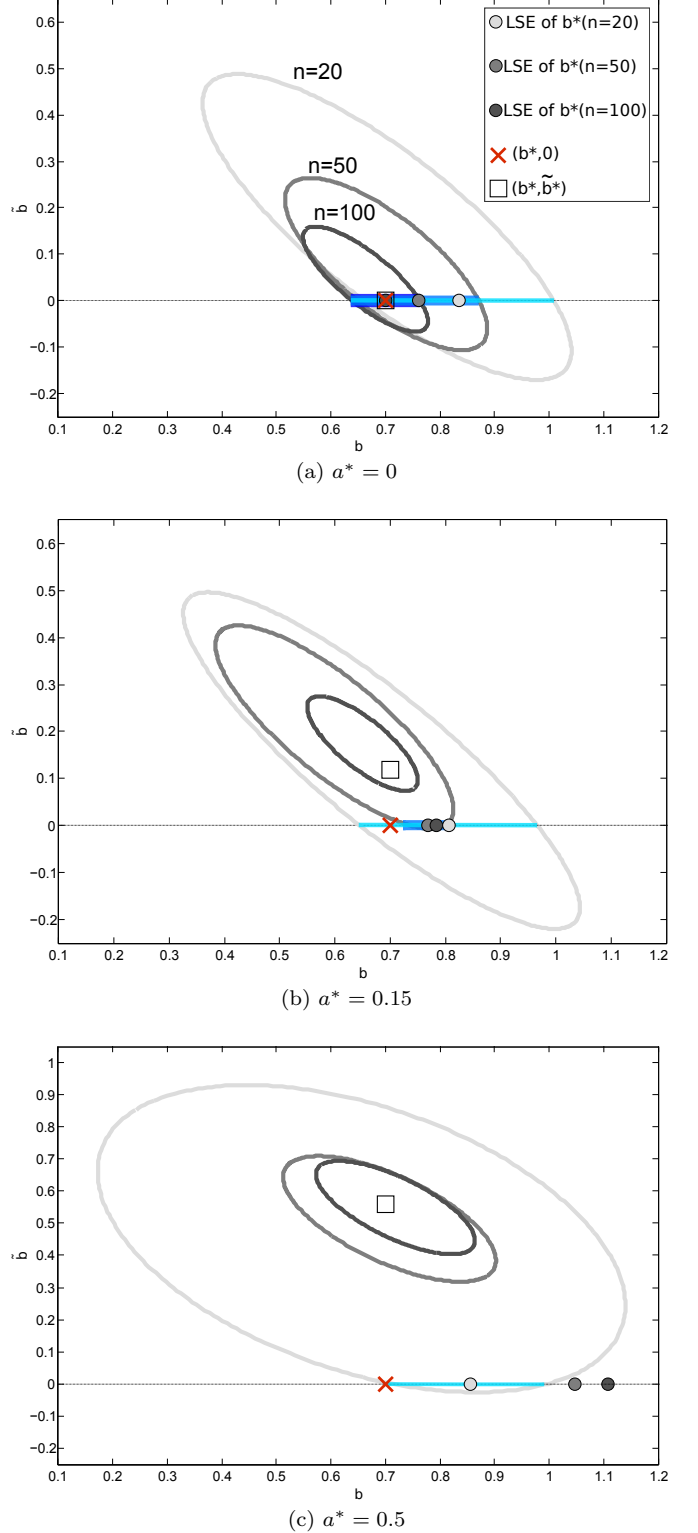 0.6
0.5
0.4
0.3
0.2
0.1
0
−0.1
−0.2
b̃
n=20
n=50
n=100
LSE of b*(n=20)
LSE of b*(n=50)
LSE of b*(n=100)
(b*,0)
(b*,b̃*)
0.1 0.2 0.3 0.4 0.5 0.6 0.7 0.8 0.9 1 1.1 1.2
b
(a) a* = 0
0.6
0.5
0.4
0.3
0.2
0.1
0
−0.1
−0.2
b̃
0.1 0.2 0.3 0.4 0.5 0.6 0.7 0.8 0.9 1 1.1 1.2
b
(b) a* = 0.15
1
0.9
0.8
0.7
0.6
0.5
0.4
0.3
0.2
0.1
0
−0.1
−0.2
b̃
0.1 0.2 0.3 0.4 0.5 0.6 0.7 0.8 0.9 1 1.1 1.2
b
(c) a* = 0.5